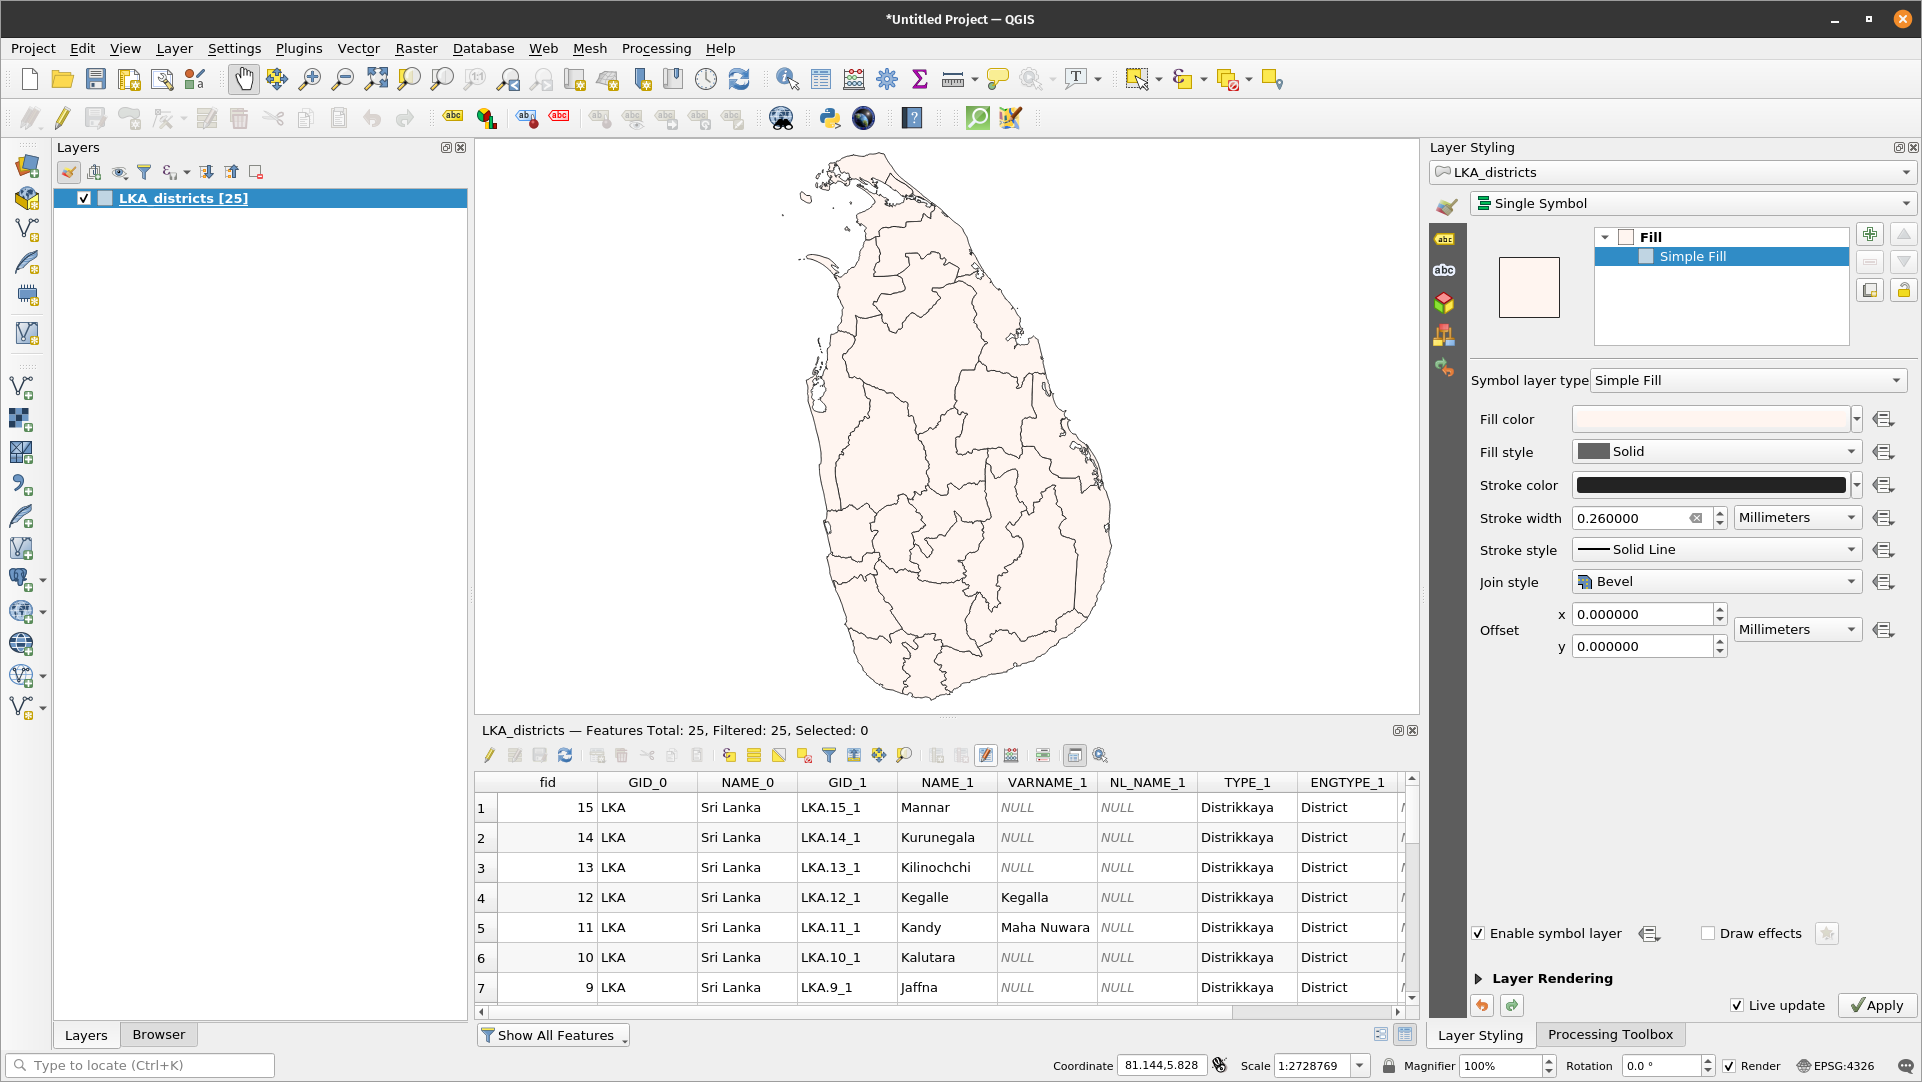 *Untitled Project — QGIS
Project Edit View Layer Settings Plugins Vector Raster Database Web Mesh Processing Help
Layers
LKA_districts [25]
Layers Browser
Type to locate (Ctrl+K)
LKA_districts — Features Total: 25, Filtered: 25, Selected: 0
fid GID_0 NAME_0 GID_1 NAME_1 VARNAME_1 NL_NAME_1 TYPE_1 ENGTYPE_1
1 15 LKA Sri Lanka LKA.15_1 Mannar NULL NULL Distrikkaya District
2 14 LKA Sri Lanka LKA.14_1 Kurunegala NULL NULL Distrikkaya District
3 13 LKA Sri Lanka LKA.13_1 Kilinochchi NULL NULL Distrikkaya District
4 12 LKA Sri Lanka LKA.12_1 Kegalle Kegalla NULL Distrikkaya District
5 11 LKA Sri Lanka LKA.11_1 Kandy Maha Nuwara NULL Distrikkaya District
6 10 LKA Sri Lanka LKA.10_1 Kalutara NULL NULL Distrikkaya District
7 9 LKA Sri Lanka LKA.9_1 Jaffna NULL NULL Distrikkaya District
Show All Features
Layer Styling
LKA_districts
Single Symbol
Fill
Simple Fill
Symbol layer type Simple Fill
Fill color
Fill style Solid
Stroke color
Stroke width 0.260000 Millimeters
Stroke style Solid Line
Join style Bevel
Offset x 0.000000 Millimeters
y 0.000000
Enable symbol layer Draw effects
Layer Rendering
Live update Apply
Layer Styling Processing Toolbox
Coordinate 81.144,5.828 Scale 1:2728769 Magnifier 100% Rotation 0.0 ° Render EPSG:4326